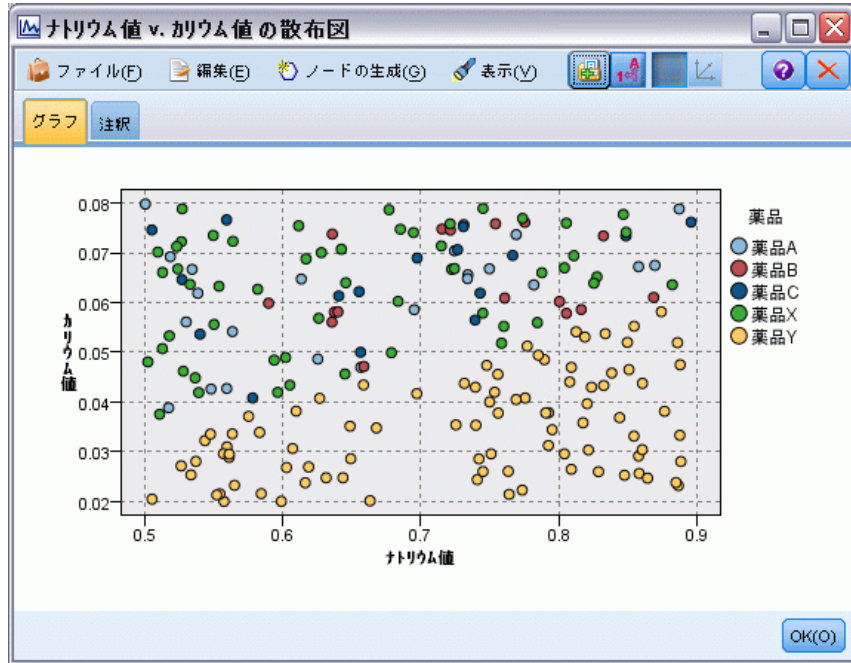 ナトリウム値 v. カリウム値 の散布図
ファイル(F) 編集(E) ノードの生成(G) 表示(V)
グラフ 注釈
0.08
0.07
0.06
0.05
0.04
0.03
0.02
カリウム値
0.5 0.6 0.7 0.8 0.9
ナトリウム値
薬品
薬品A
薬品B
薬品C
薬品X
薬品Y
OK(O)